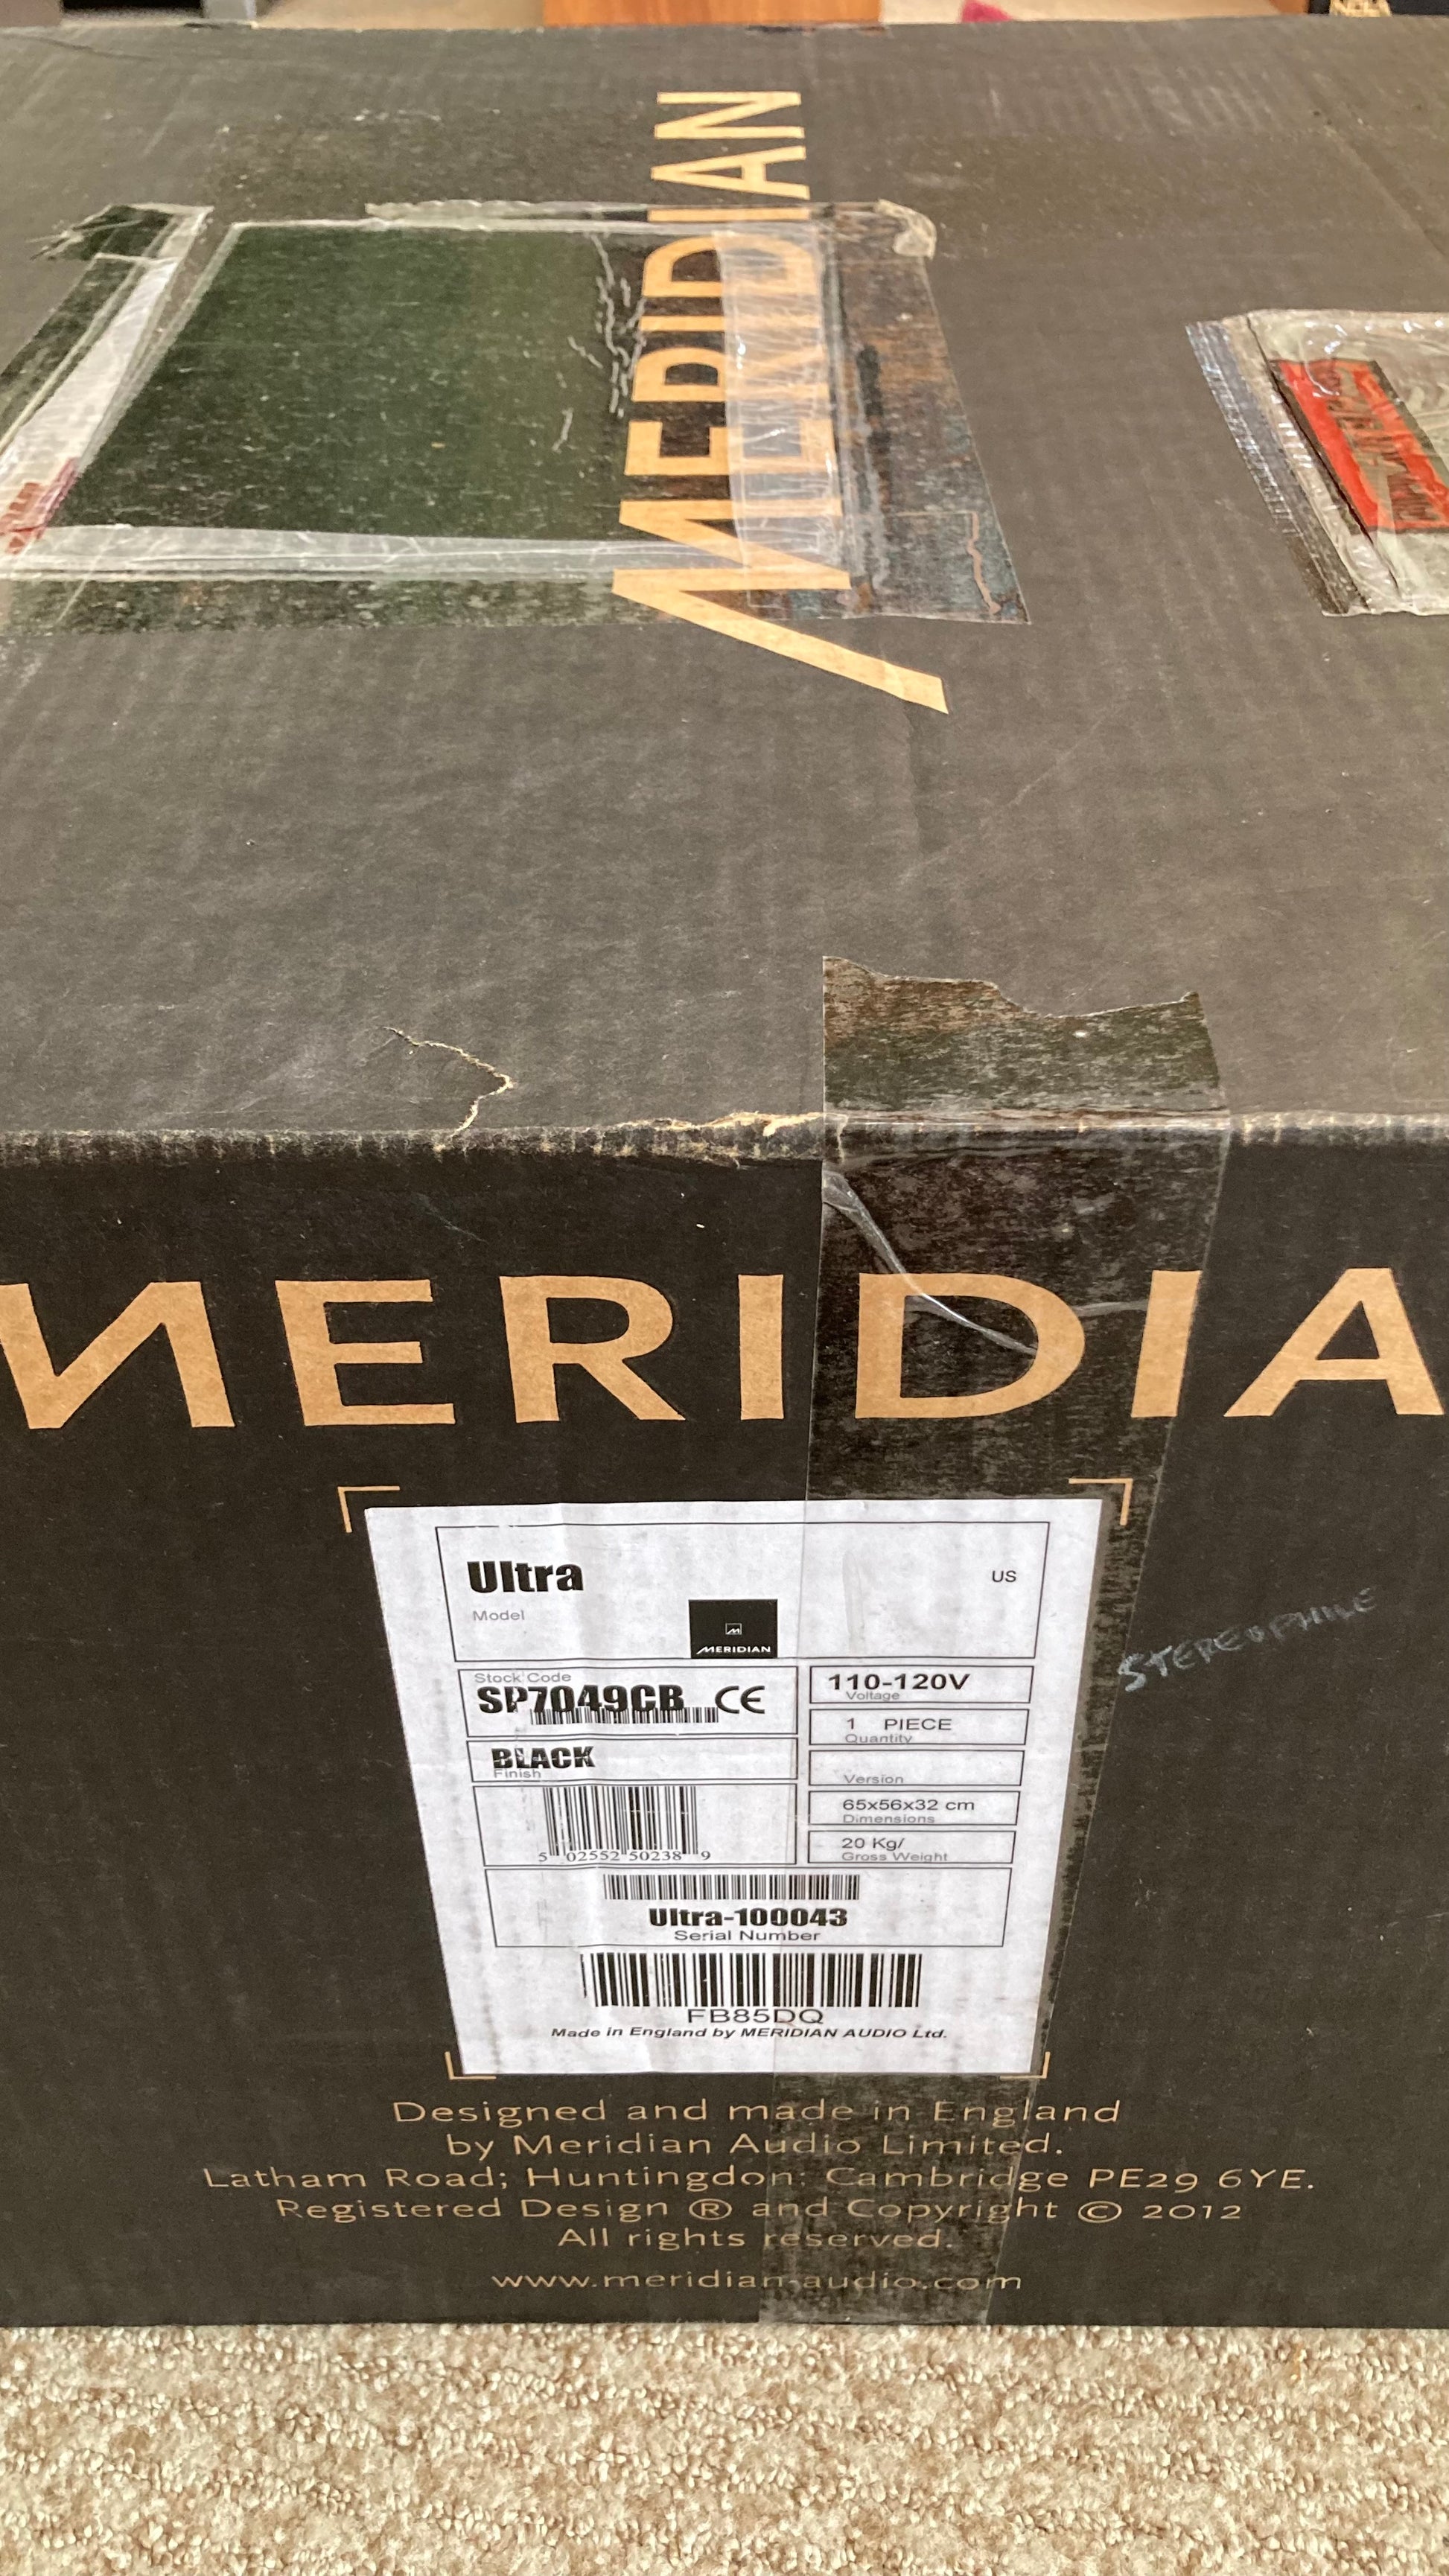 MERIDIAN
MERIDIA
Ultra
Model
US
MERIDIAN
Stock Code
SP7049CB CE
BLACK
Finish
5 02552 50238 9
110-120V
Voltage
1 PIECE
Quantity
Version
65x56x32 cm
Dimensions
20 Kg/
Gross Weight
Ultra-100043
Serial Number
FB85DQ
Made in England by MERIDIAN AUDIO Ltd.
STEREOPHILE
Designed and made in England
by Meridian Audio Limited.
Latham Road; Huntingdon; Cambridge PE29 6YE.
Registered Design ® and Copyright © 2012
All rights reserved.
www.meridian-audio.com